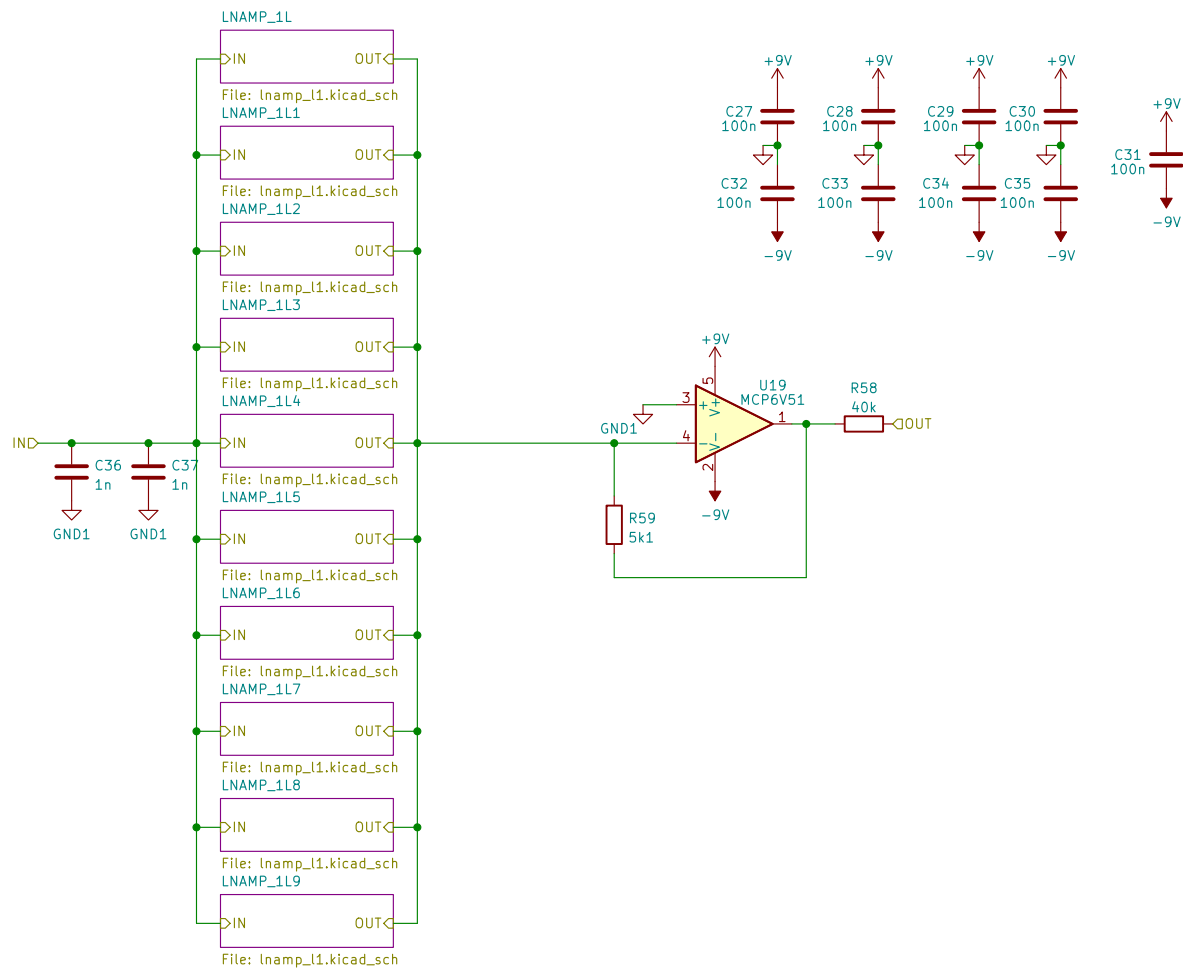 LNAMP_1L
IN OUT
File: lnamp_l1.kicad_sch
LNAMP_1L1
IN OUT
File: lnamp_l1.kicad_sch
LNAMP_1L2
IN OUT
File: lnamp_l1.kicad_sch
LNAMP_1L3
IN OUT
File: lnamp_l1.kicad_sch
LNAMP_1L4
IN OUT
File: lnamp_l1.kicad_sch
LNAMP_1L5
IN OUT
File: lnamp_l1.kicad_sch
LNAMP_1L6
IN OUT
File: lnamp_l1.kicad_sch
LNAMP_1L7
IN OUT
File: lnamp_l1.kicad_sch
LNAMP_1L8
IN OUT
File: lnamp_l1.kicad_sch
LNAMP_1L9
IN OUT
File: lnamp_l1.kicad_sch
IN
C36
1n
GND1
C37
1n
GND1
+9V
C27
100n
C32
100n
-9V
+9V
C28
100n
C33
100n
-9V
+9V
C29
100n
C34
100n
-9V
+9V
C30
100n
C35
100n
-9V
+9V
C31
100n
-9V
+9V
5
U19
MCP6V51
3
+
V+
GND1
4
-
V-
1
2
-9V
R58
40k
OUT
R59
5k1